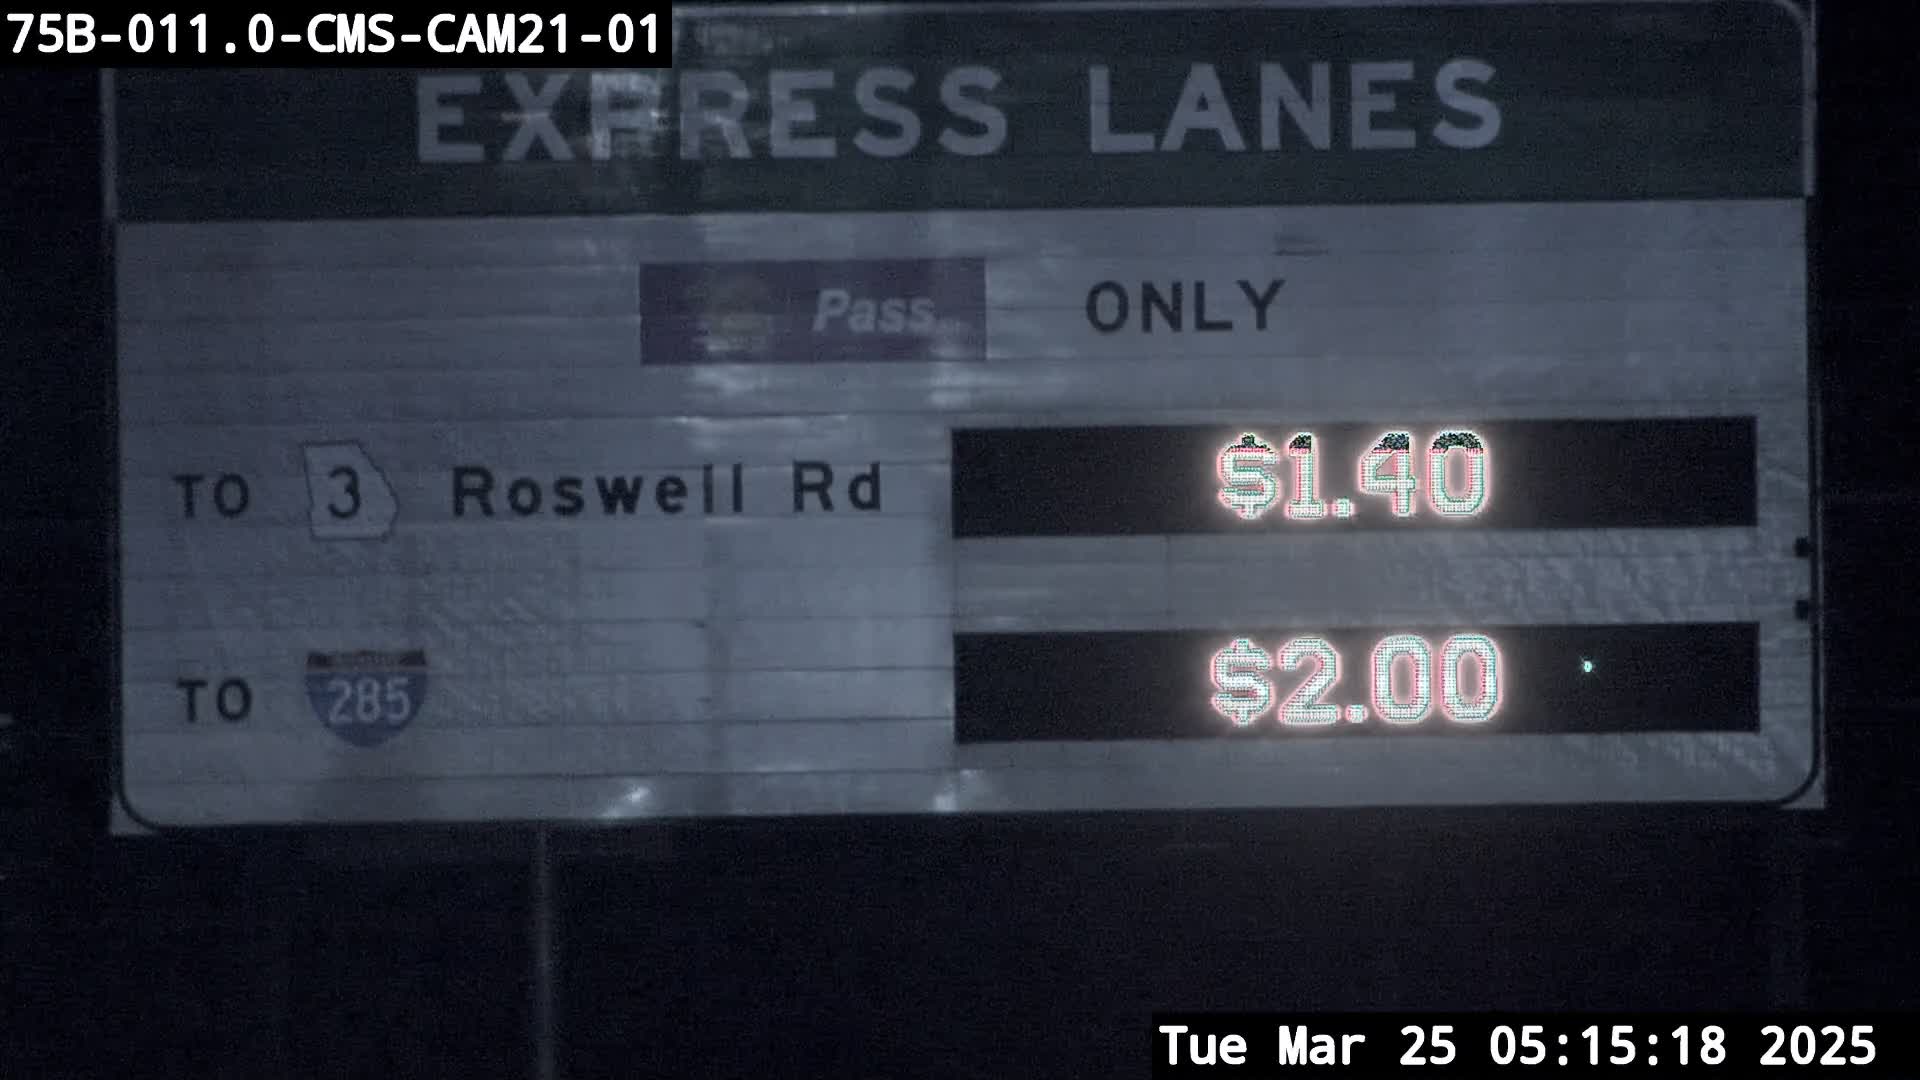 75B-011.0-CMS-CAM21-01
EXPRESS LANES
Pass ONLY
TO 3 Roswell Rd $1.40
TO 285 $2.00
Tue Mar 25 05:15:18 2025